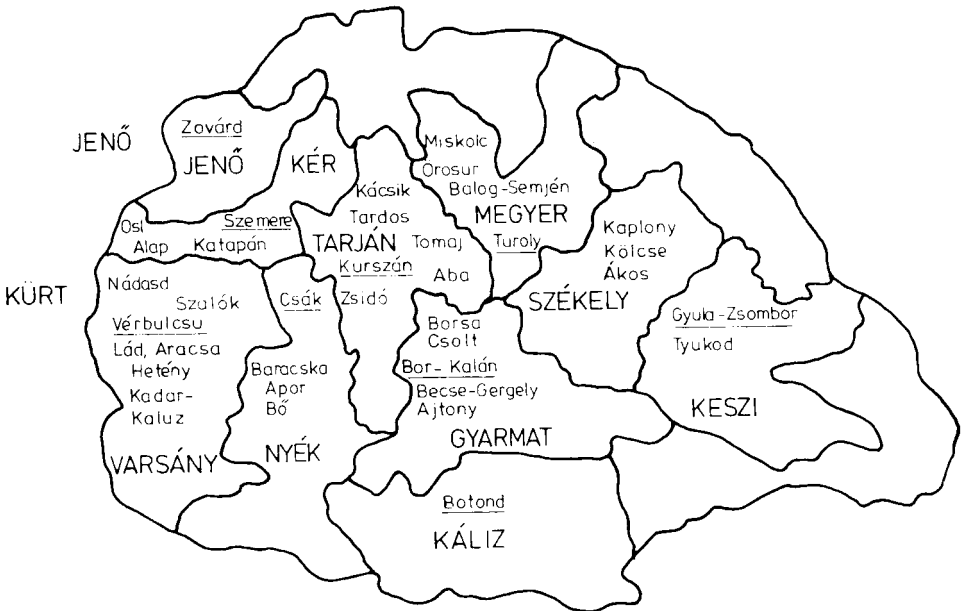 JENŐ
Zovárd
JENŐ
KÉR
Miskolc
Orosur
Balog-Semjén
MEGYER
Turoly
Kácsik
Tardos
TARJÁN
Tomaj
Kurszán
Aba
Zsidó
Osl
Alap
Szemere
Katapán
Kaplony
Kölcse
Ákos
SZÉKELY
KÜRT
Nádasd
Szalók
Vérbulcsu
Lád, Aracsa
Hetény
Kadar-
Kaluz
VARSÁNY
Csák
Baracska
Apor
Bő
NYÉK
Borsa
Csolt
Bor-Kalán
Becse-Gergely
Ajtony
GYARMAT
Gyula-Zsombor
Tyukod
KESZI
Botond
KÁLIZ